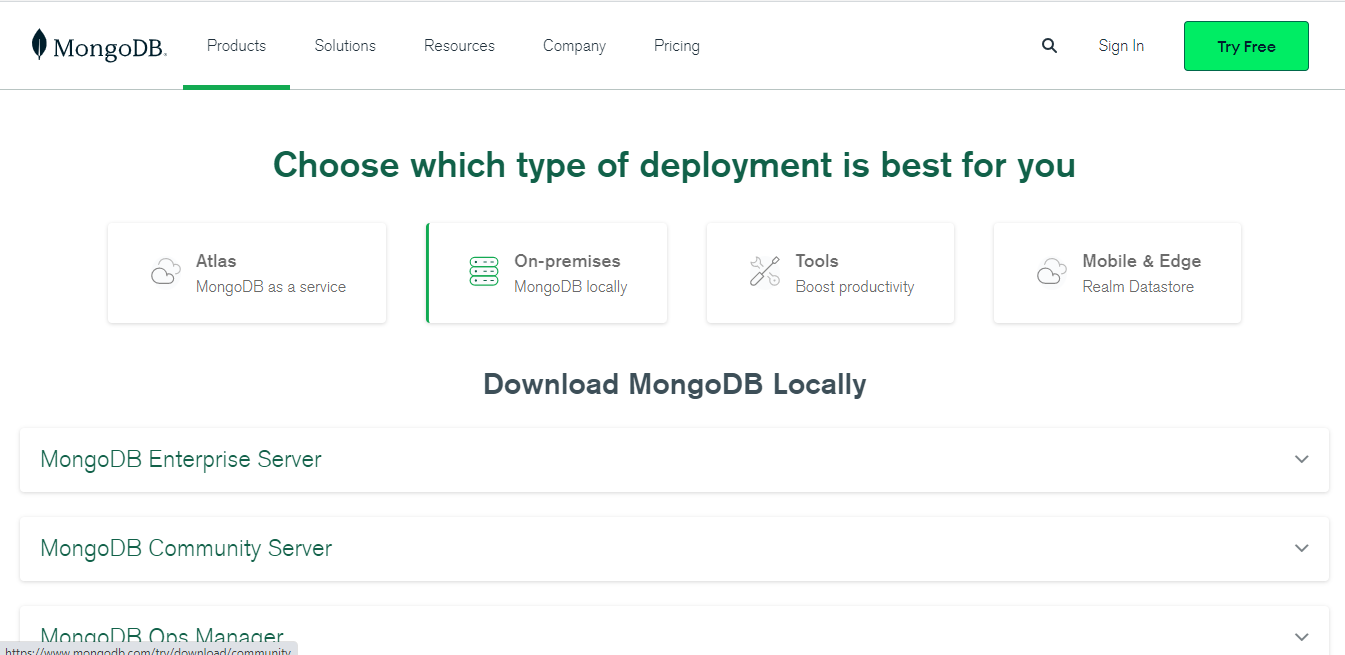 MongoDB.
Products
Solutions
Resources
Company
Pricing
Sign In
Try Free
Choose which type of deployment is best for you
Atlas
MongoDB as a service
On-premises
MongoDB locally
Tools
Boost productivity
Mobile & Edge
Realm Datastore
Download MongoDB Locally
MongoDB Enterprise Server
MongoDB Community Server
MongoDB Ops Manager
https://www.mongodb.com/try/download/community